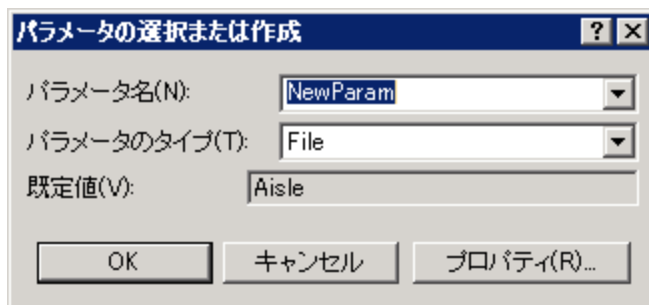 パラメータの選択または作成
パラメータ名(N): NewParam
パラメータのタイプ(T): File
既定値(V): Aisle
OK キャンセル プロパティ(R)...